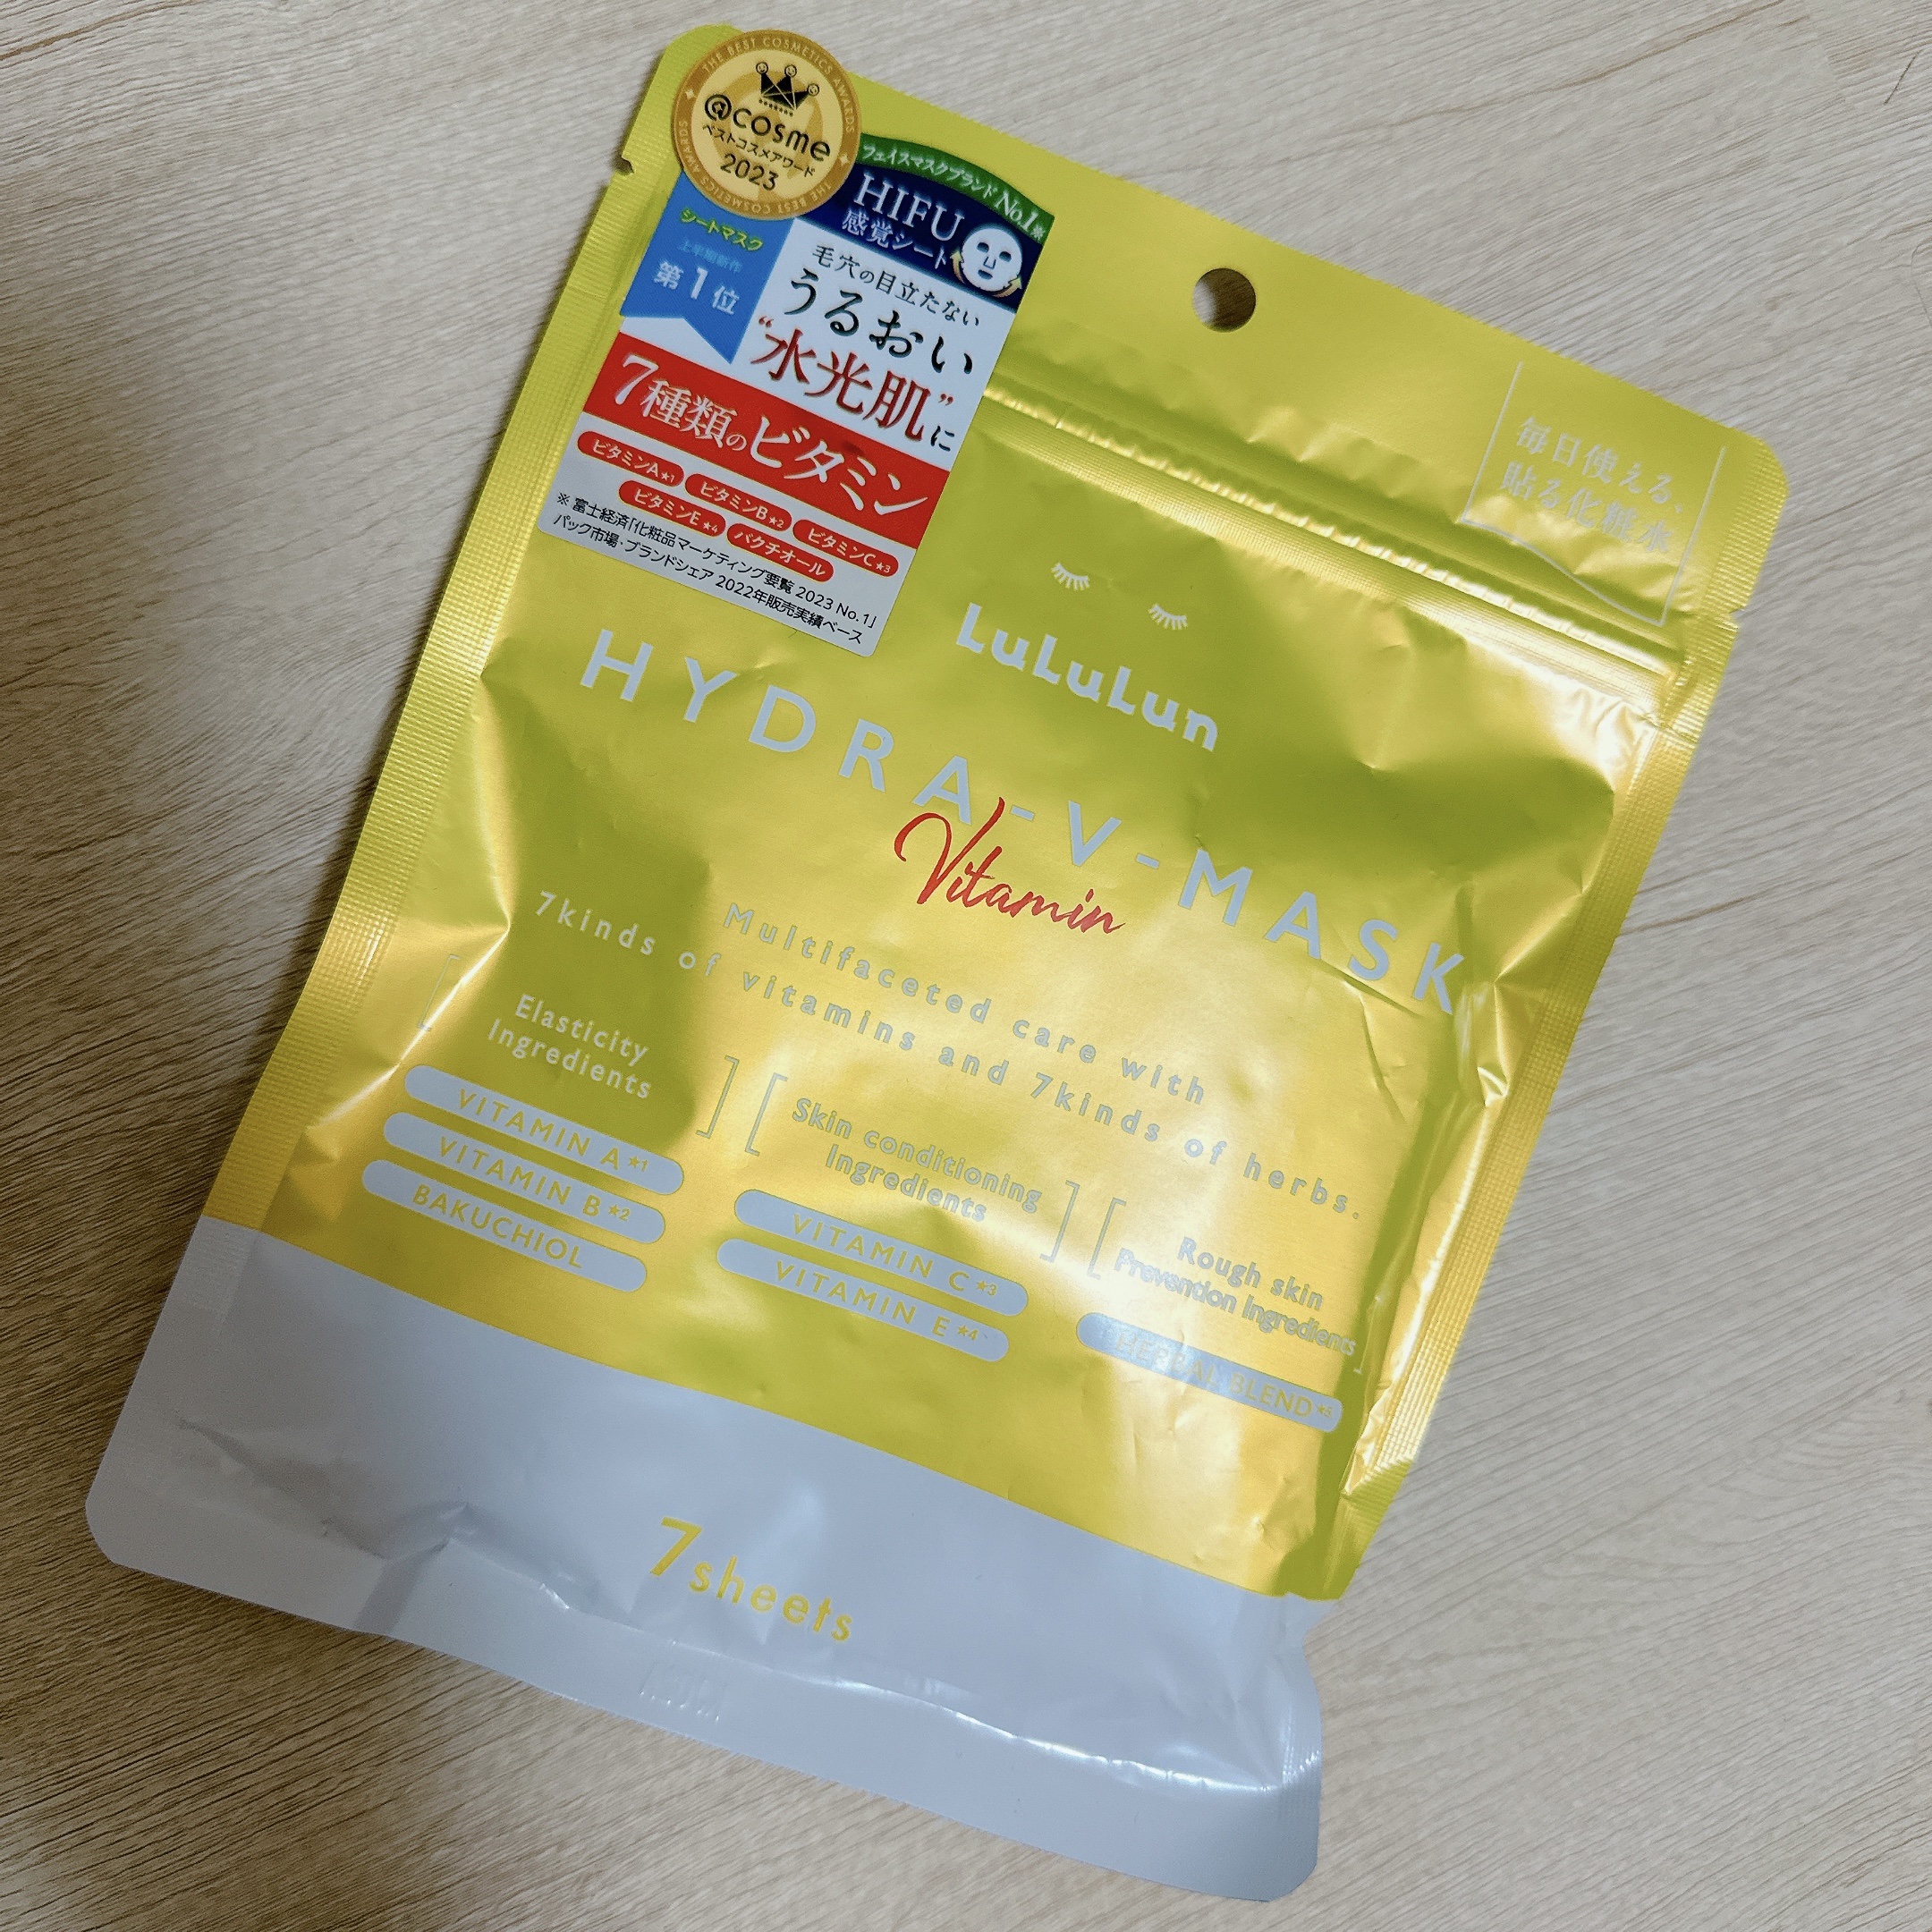 THE BEST COSMETICS AWARDS
@cosme
ベストコスメアワード
2023
THE BEST COSMETICS AWARDS
シートマスク
上半期新作
第1位
フェイスマスクブランドNo.1※
HIFU
感覚シート
毛穴の目立たない
うるおい
“水光肌”に
7種類のビタミン
ビタミンA★1 ビタミンB★2 ビタミンC★3
ビタミンE★4 バクチオール
※ 富士経済「化粧品マーケティング要覧 2023 No.1」
パック市場・ブランドシェア 2022年販売実績ベース
毎日使える、
貼る化粧水
LuLuLun
HYDRA-V-MASK
Vitamin
Multifaceted care with
7kinds of vitamins and 7kinds of herbs.
Elasticity
Ingredients
VITAMIN A★1
VITAMIN B★2
BAKUCHIOL
Skin conditioning
Ingredients
VITAMIN C★3
VITAMIN E★4
Rough skin
Prevention Ingredients
HERBAL BLEND★5
7sheets